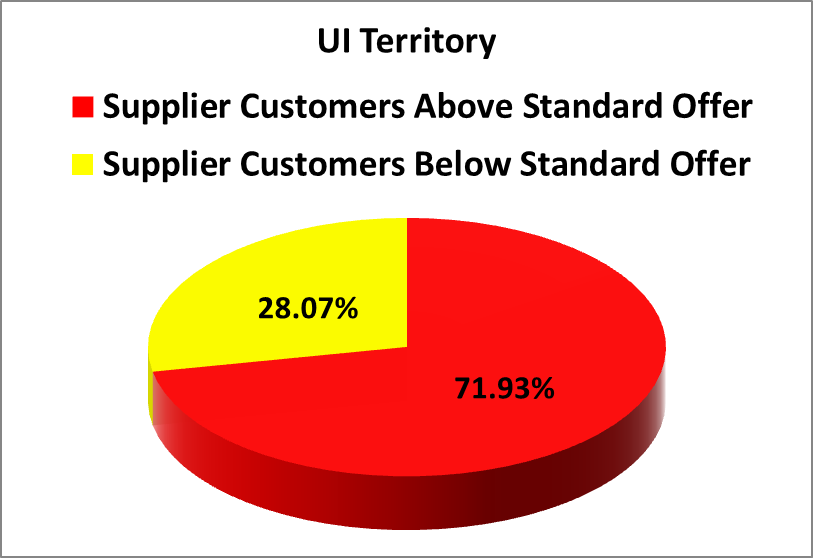 UI Territory
Supplier Customers Above Standard Offer
Supplier Customers Below Standard Offer
28.07%
71.93%